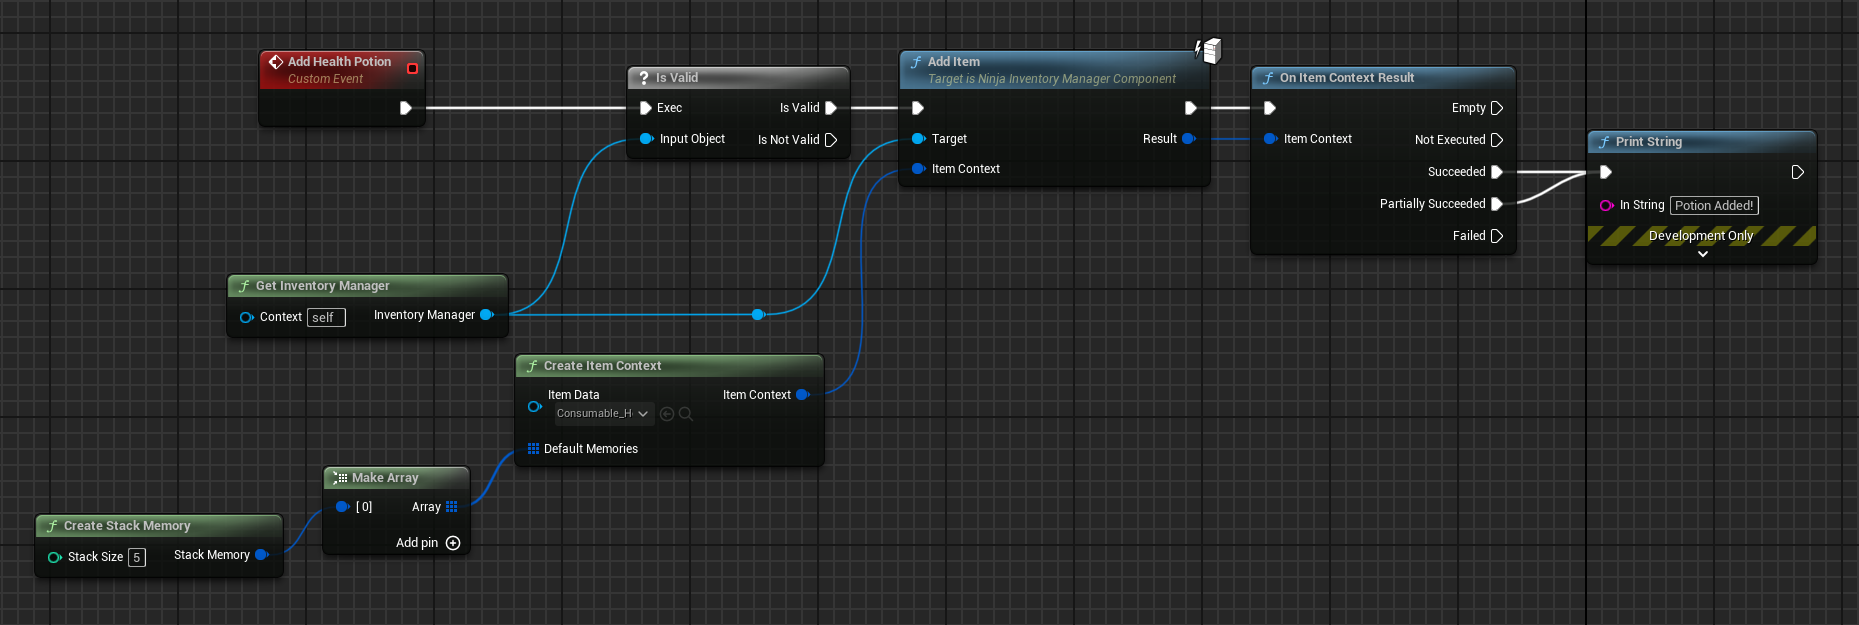 Add Health Potion
Custom Event
? Is Valid
Exec
Is Valid
Input Object
Is Not Valid
f Add Item
Target is Ninja Inventory Manager Component
Target
Result
Item Context
f On Item Context Result
Empty
Item Context
Not Executed
Succeeded
Partially Succeeded
Failed
f Print String
In String Potion Added!
Development Only
f Get Inventory Manager
Context self
Inventory Manager
f Create Item Context
Item Data
Item Context
Consumable_H
Default Memories
Make Array
[ 0]
Array
Add pin
f Create Stack Memory
Stack Size 5
Stack Memory